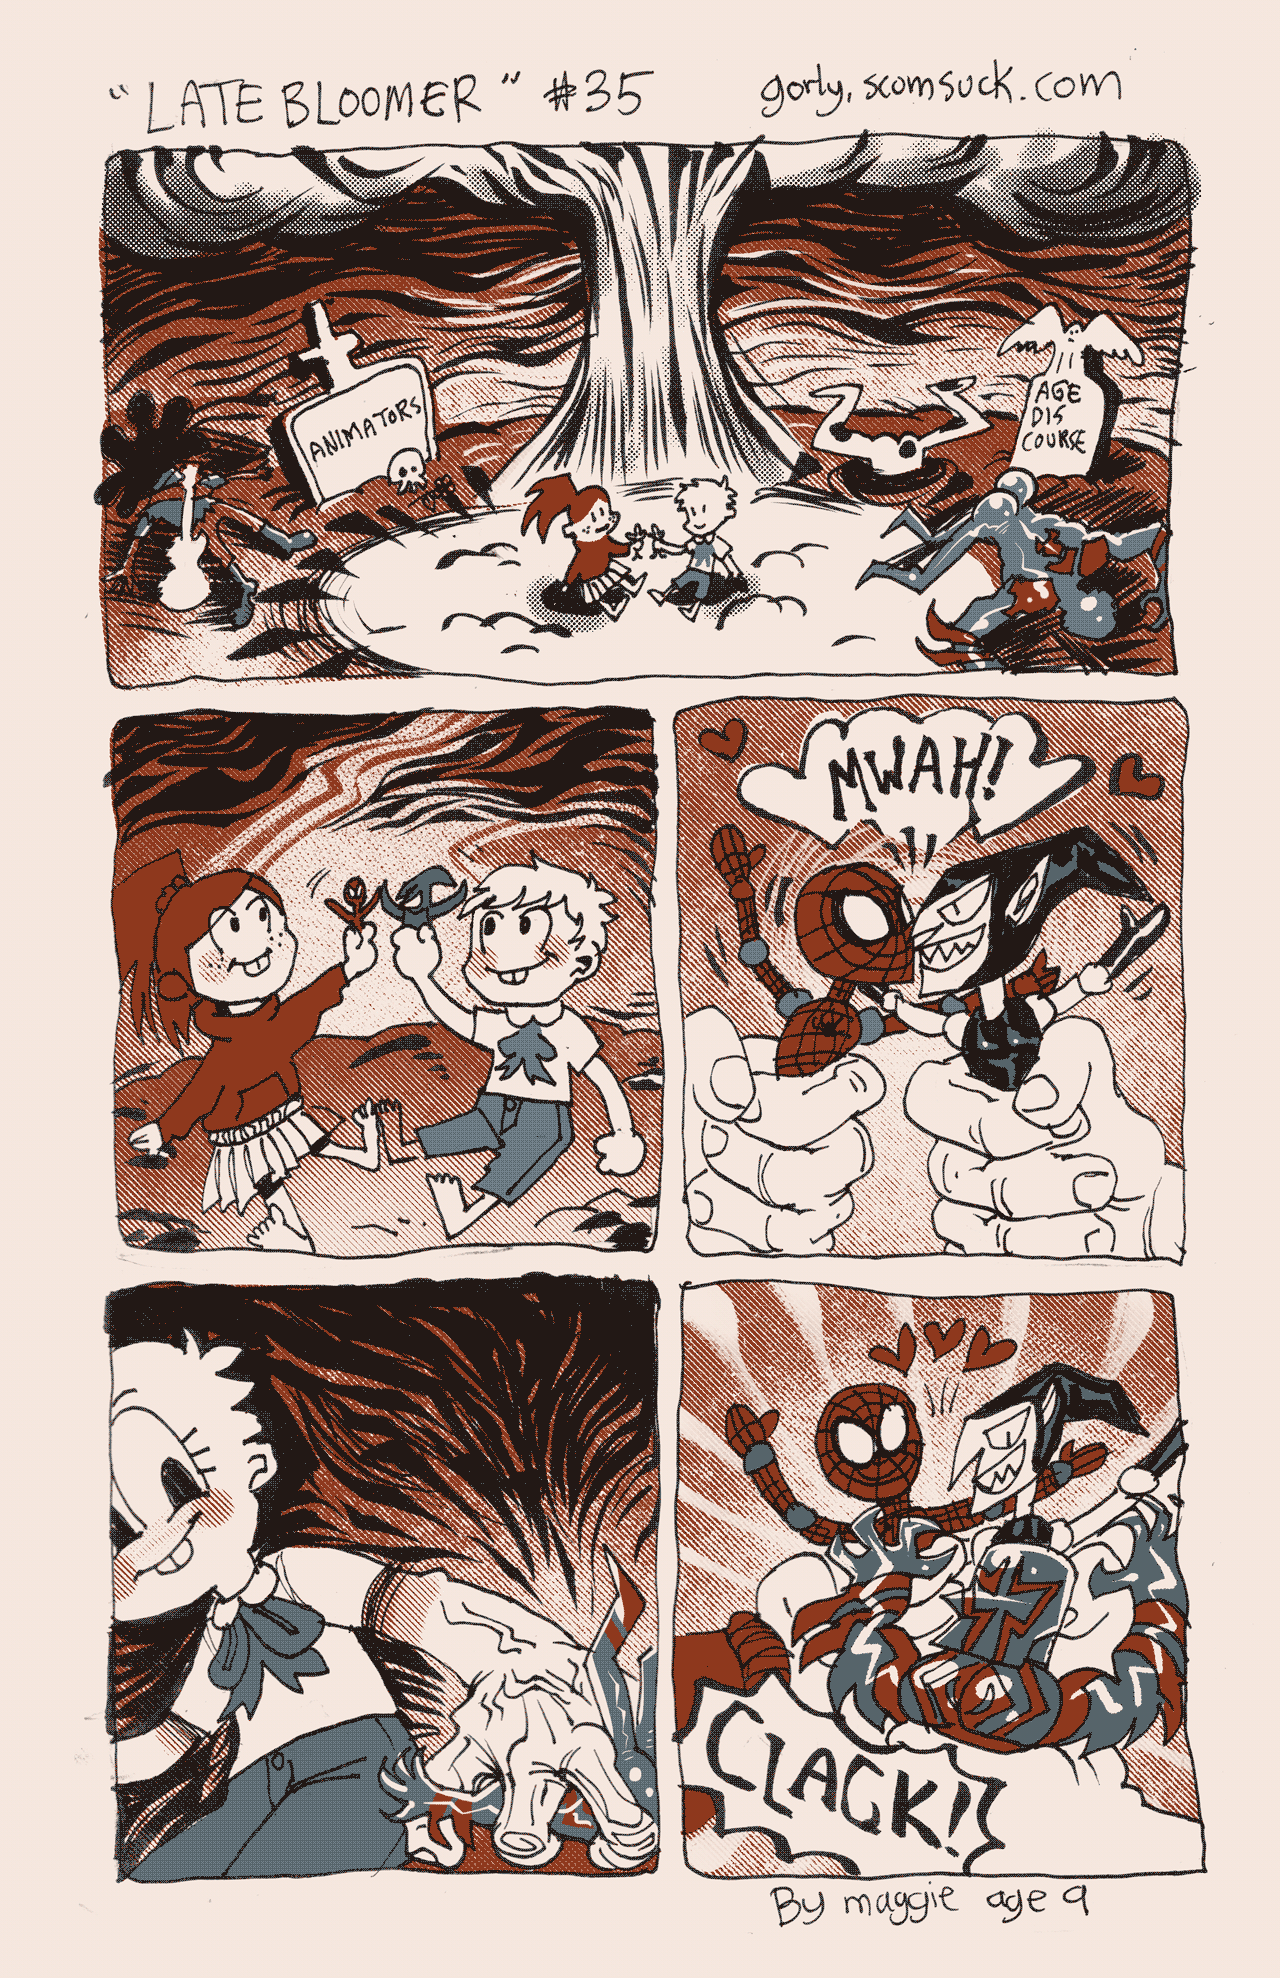 "LATE BLOOMER" #35
gorly.scomsuck.com
ANIMATORS
AGE
DIS
COURSE
MWAH!
CLACK!
By maggie age 9